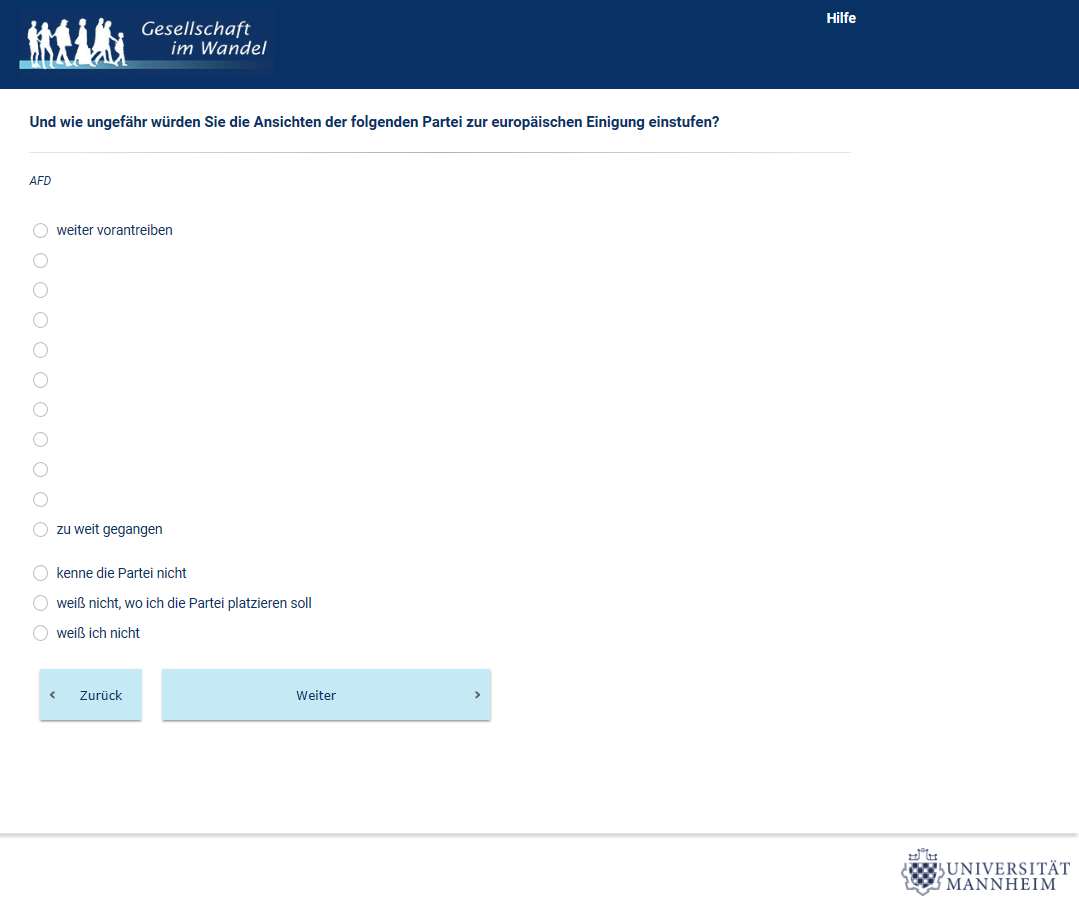 Gesellschaft
im Wandel
Hilfe
Und wie ungefähr würden Sie die Ansichten der folgenden Partei zur europäischen Einigung einstufen?
AFD
weiter vorantreiben
zu weit gegangen
kenne die Partei nicht
weiß nicht, wo ich die Partei platzieren soll
weiß ich nicht
‹ Zurück
Weiter ›
UNIVERSITÄT
MANNHEIM